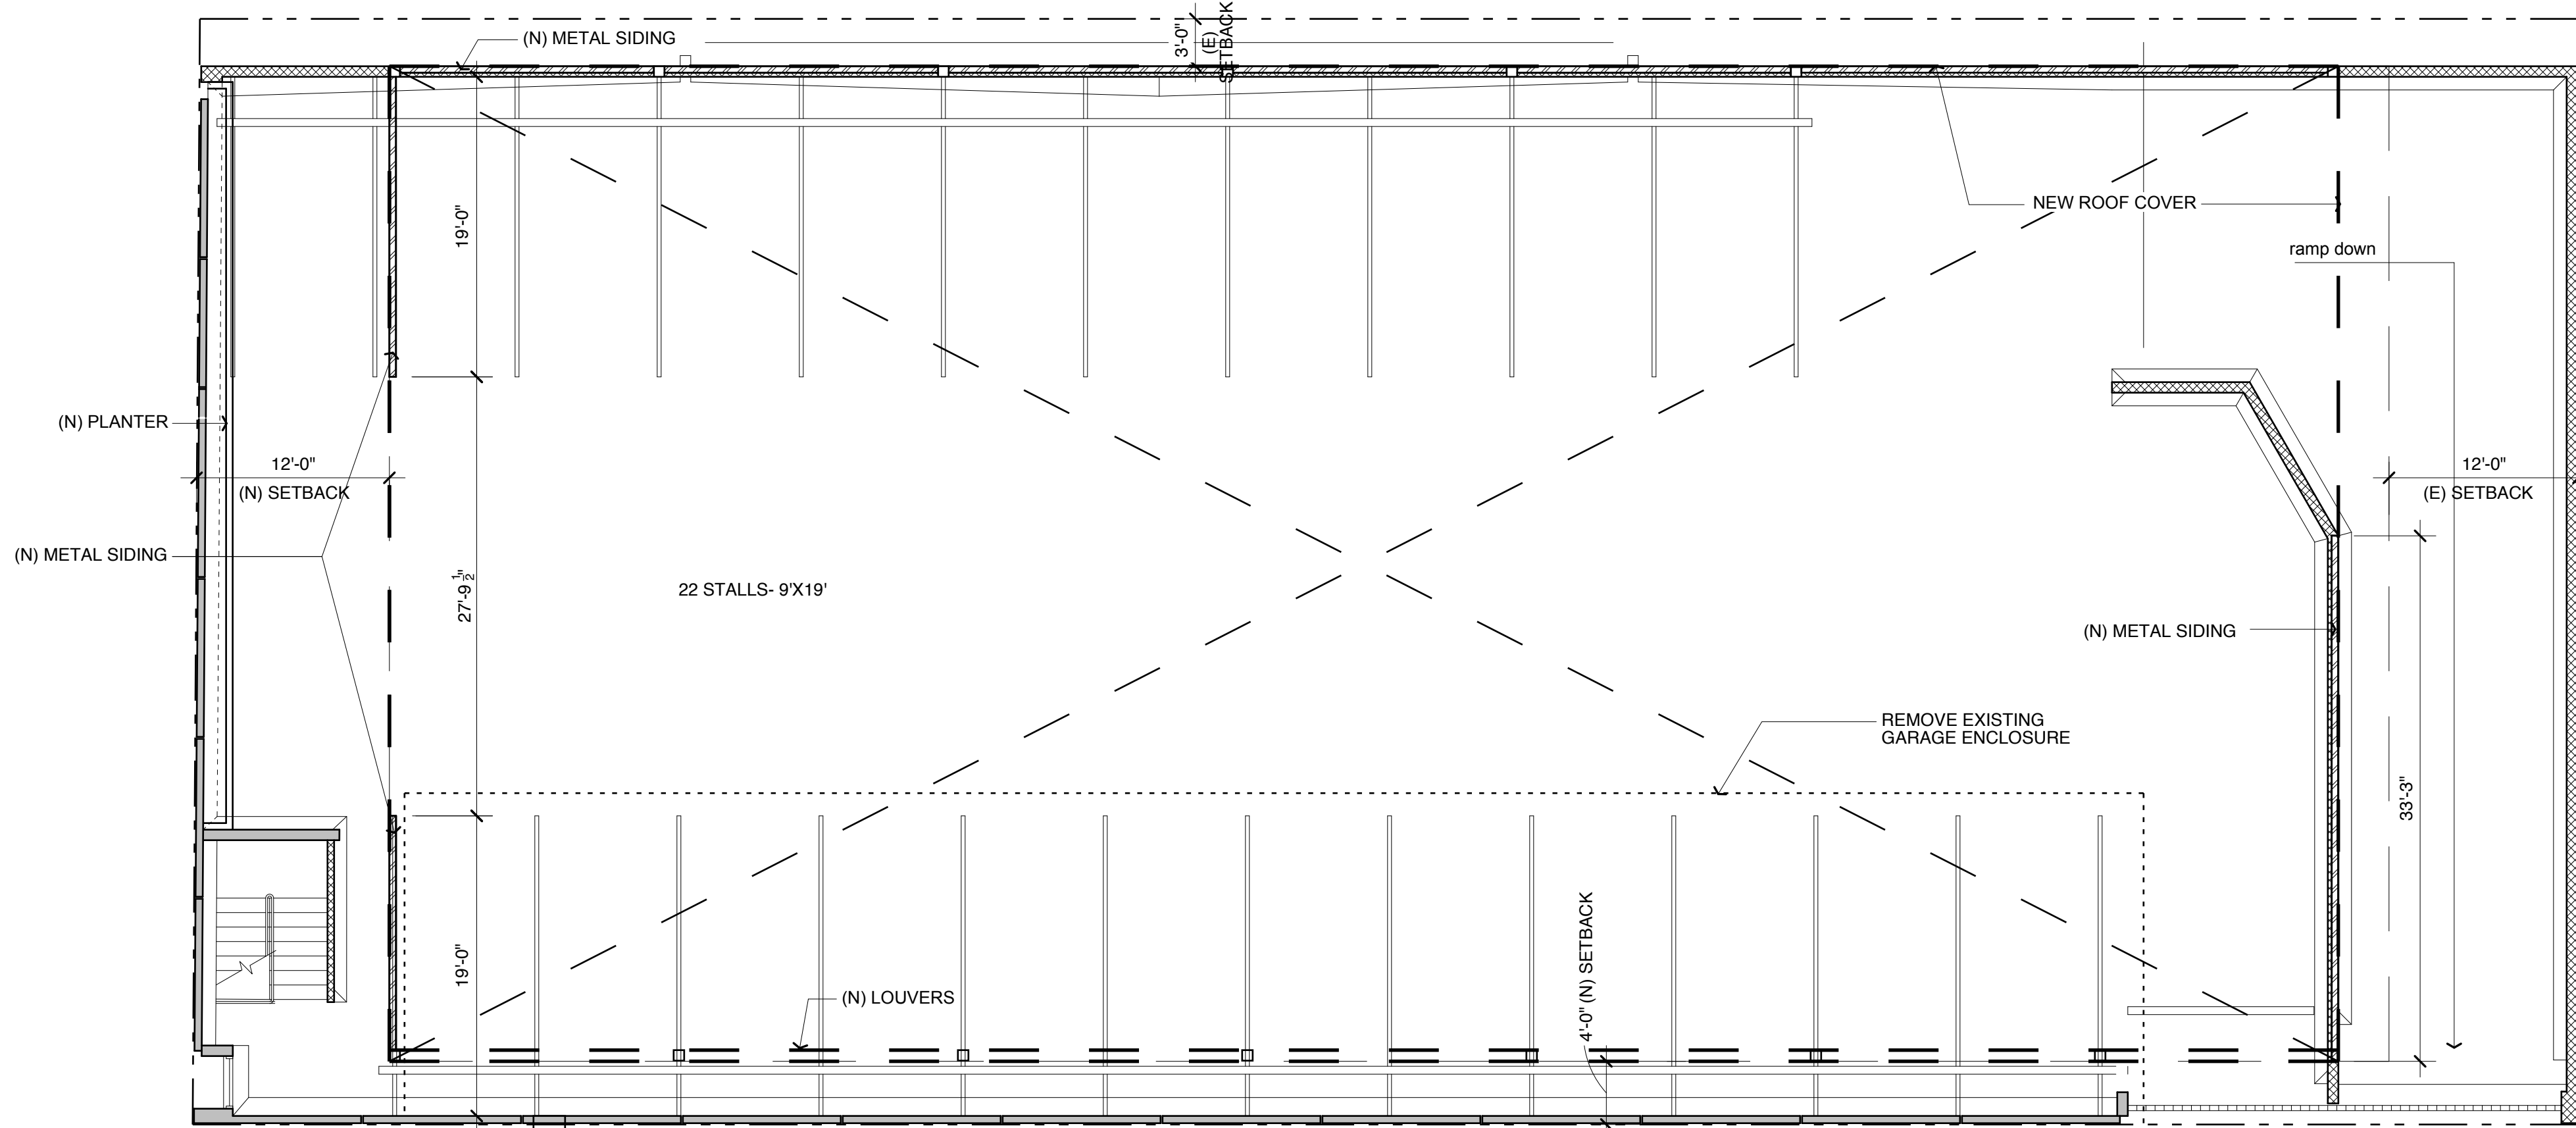 3'-0"
(E)
SETBACK
(N) METAL SIDING
NEW ROOF COVER
19'-0"
ramp down
(N) PLANTER
12'-0"
(N) SETBACK
12'-0"
(E) SETBACK
(N) METAL SIDING
27'-9 1/2"
22 STALLS- 9'X19'
(N) METAL SIDING
REMOVE EXISTING
GARAGE ENCLOSURE
33'-3"
19'-0"
(N) LOUVERS
4'-0" (N) SETBACK